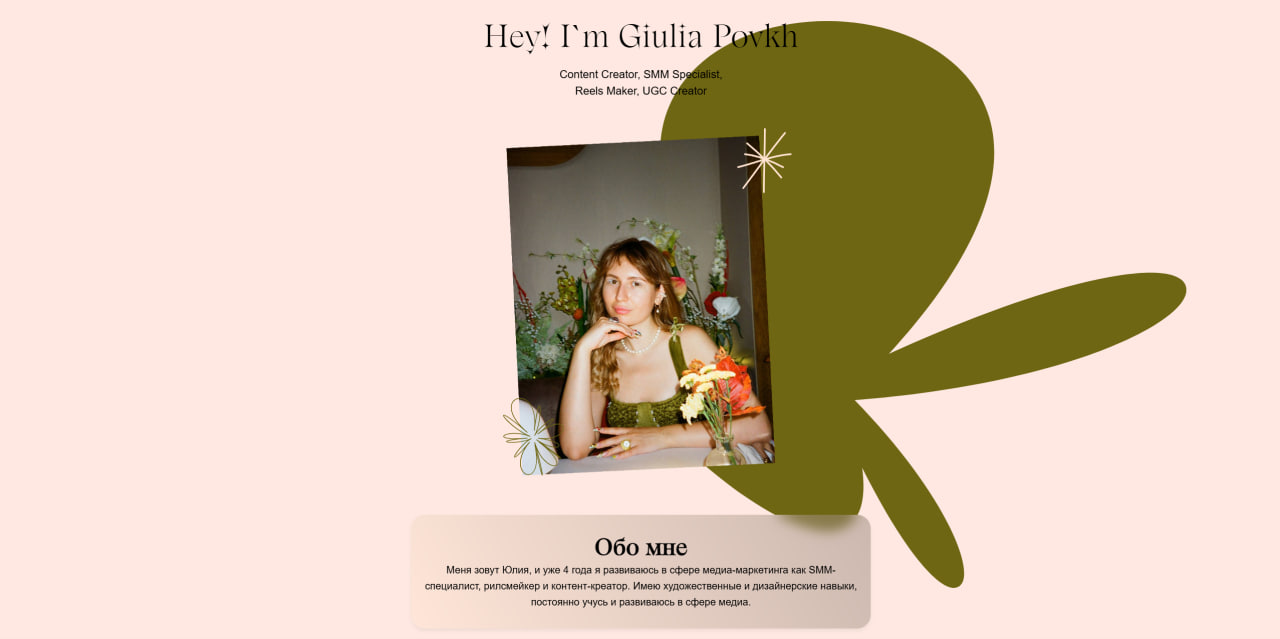 Hey! I`m Giulia Povkh
Content Creator, SMM Specialist,
Reels Maker, UGC Creator
Обо мне
Меня зовут Юлия, и уже 4 года я развиваюсь в сфере медиа-маркетинга как SMM-
специалист, рилсмейкер и контент-креатор. Имею художественные и дизайнерские навыки,
постоянно учусь и развиваюсь в сфере медиа.